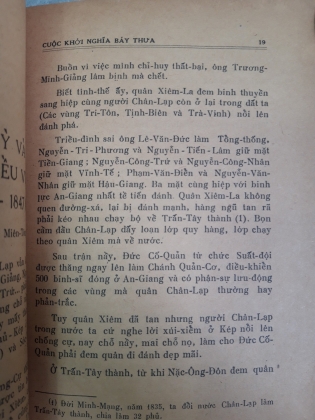 CUỘC KHỞI NGHĨA BẢY THƯA 19
Buồn vì việc mình chỉ-huy thất-bại, ông Trương-
Minh-Giảng lâm bịnh mà chết.
Biết tình-thế ấy, quân Xiêm-La đem binh thuyền
sang hiệp cùng người Chân-Lạp còn ở lại trong đất ta
(Các vùng Tri-Tôn, Tịnh-Biên và Trà-Vinh) nổi lên
đánh phá.
Triều-đình sai ông Lê-Văn-Đức làm Tổng-thống,
Nguyễn-Tri-Phương và Nguyễn-Tiến-Lâm giữ mặt
Tiền-Giang ; Nguyễn-Công-Trứ và Nguyễn-Công-Nhân
giữ mặt Vĩnh-Tế ; Phạm-Văn-Điển và Nguyễn-Văn-
Nhân giữ mặt Hậu-Giang. Ba mặt cùng hiệp với binh
lực An-Giang nhất tề tiến đánh Quân Xiêm-La không
quen đường-xá, lại bị đánh mạnh, hàng ngũ tan rã
phải kéo nhau chạy bộ về Trấn-Tây thành (1). Bọn
cầm đầu Chân-Lạp dẫy loạn lớp quy hàng, lớp chạy
theo quân Xiêm mà về nước.
Sau trận nầy, Đức Cố-Quản từ chức Suất-đội
được thăng ngay lên làm Chánh Quản-Cơ, điều-khiển
500 binh-sĩ đóng ở An-Giang và có phân-sự lưu-động
trong các vùng mà quân Chân-Lạp thường hay
phản-trắc.
Tuy quân Xiêm đã tan nhưng người Chân-Lạp
trong nước ta cứ nghe lời xúi-xiểm ở Kép nổi lên
chống cự, nay chỗ nầy, mai chỗ nọ, làm cho Đức Cố-
Quản phải đem quân đi đánh dẹp mãi.
Ở Trấn-Tây thành, từ khi Nặc-Ông-Đôn đem quân
(1) Đời Minh-Mạng, năm 1835, ta đổi nước Chân-Lạp làm
Trấn-Tây thành, chia làm 32 phủ.